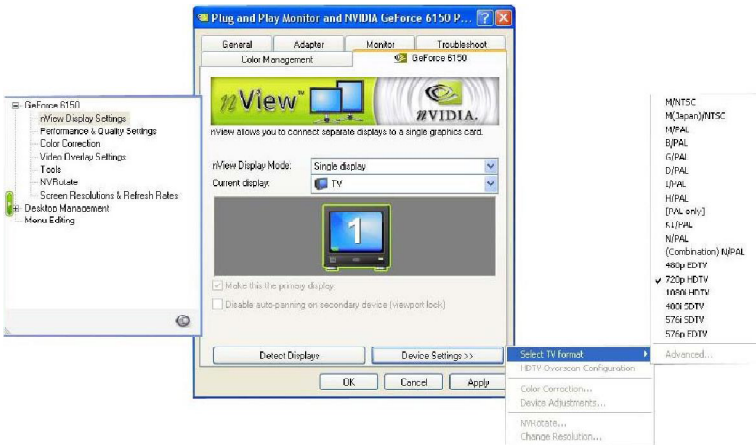 Plug and Play Monitor and NVIDIA GeForce 6150 P...
General
Adapter
Monitor
Troubleshoot
Color Management
GeForce 6150
nView™
nVIDIA.
nView allows you to connect separate displays to a single graphics card.
nView Display Mode:
Single display
Current display:
TV
1
Make this the primary display
Disable auto-panning on secondary device (viewport lock)
Detect Displays
Device Settings >>
OK
Cancel
Apply
GeForce 6150
nView Display Settings
Performance & Quality Settings
Color Correction
Video Overlay Settings
Tools
NVRotate
Screen Resolutions & Refresh Rates
Desktop Management
Menu Editing
Select TV format
HDTV Overscan Configuration
Color Correction...
Device Adjustments...
NVRotate...
Change Resolution...
M/NTSC
M(Japan)/NTSC
M/PAL
B/PAL
G/PAL
D/PAL
I/PAL
H/PAL
[PAL only]
K1/PAL
N/PAL
(Combination) N/PAL
480p EDTV
720p HDTV
1080i HDTV
480i SDTV
576i SDTV
576p EDTV
Advanced...